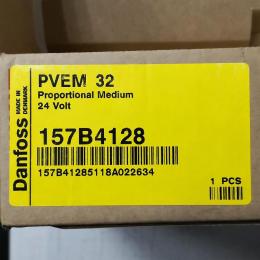 PVEM 32
Proportional Medium
24 Volt
157B4128
157B41285118A022634
1 PCS
Danfoss
MADE IN
DENMARK